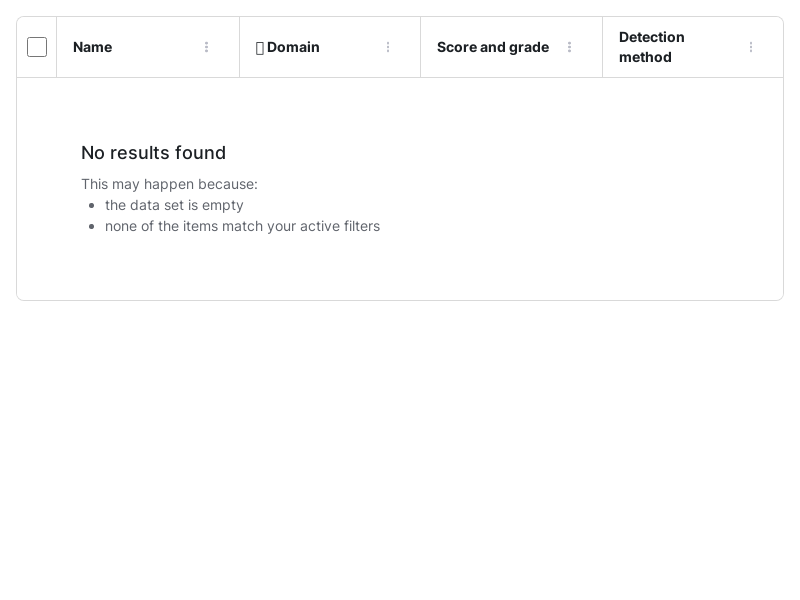 Name
Domain
Score and grade
Detection
method
No results found
This may happen because:
the data set is empty
none of the items match your active filters